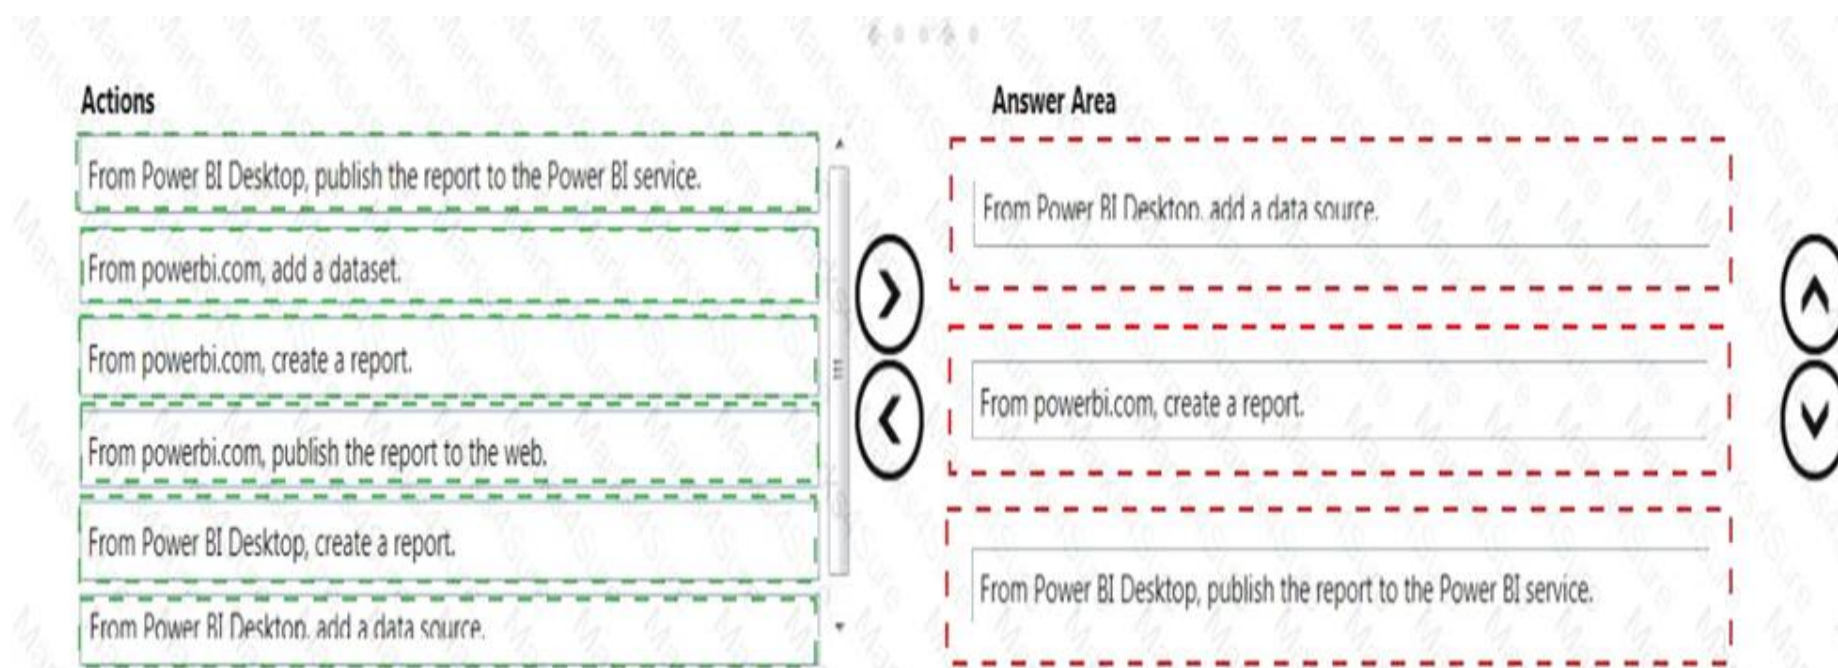 Actions
From Power BI Desktop, publish the report to the Power BI service.
From powerbi.com, add a dataset.
From powerbi.com, create a report.
From powerbi.com, publish the report to the web.
From Power BI Desktop, create a report.
From Power BI Desktop, add a data source.
Answer Area
From Power BI Desktop, add a data source.
From powerbi.com, create a report.
From Power BI Desktop, publish the report to the Power BI service.